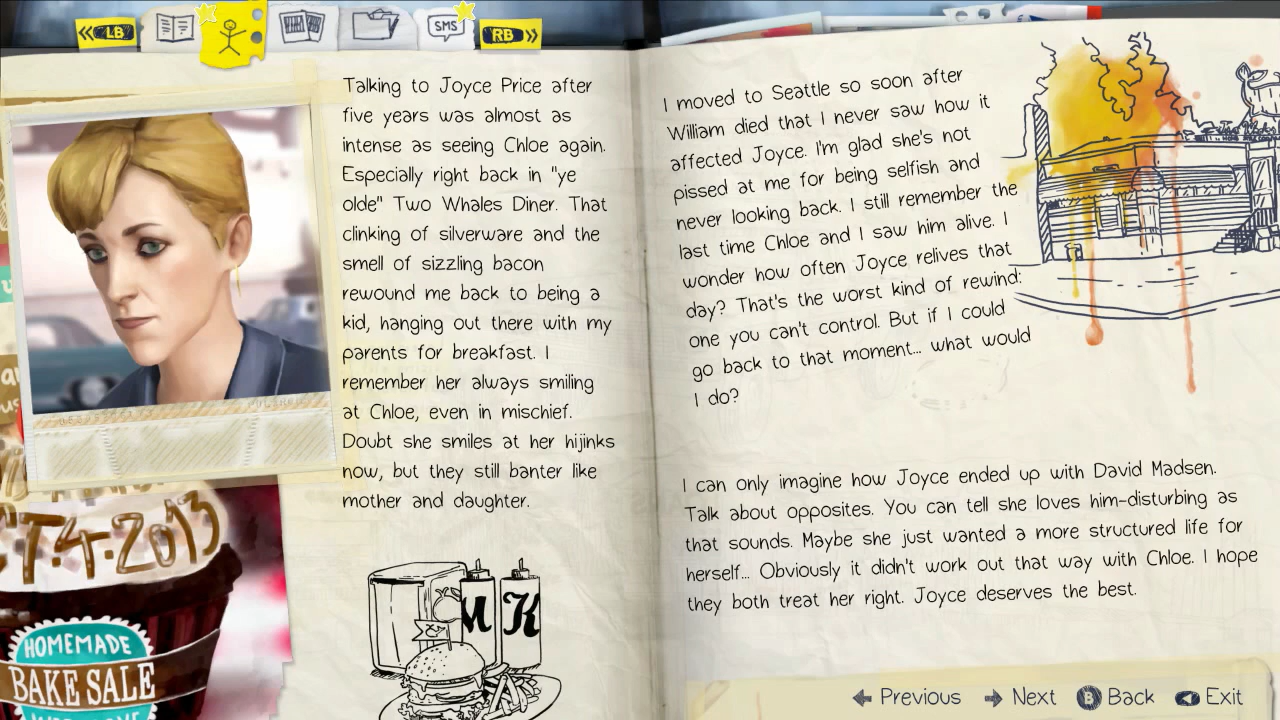 LB
SMS
RB
Talking to Joyce Price after
five years was almost as
intense as seeing Chloe again.
Especially right back in "ye
olde" Two Whales Diner. That
clinking of silverware and the
smell of sizzling bacon
rewound me back to being a
kid, hanging out there with my
parents for breakfast. I
remember her always smiling
at Chloe, even in mischief.
Doubt she smiles at her hijinks
now, but they still banter like
mother and daughter.
M K
CT.4.2013
HOMEMADE
BAKE SALE
I moved to Seattle so soon after
William died that I never saw how it
affected Joyce. I'm glad she's not
pissed at me for being selfish and
never looking back. I still remember the
last time Chloe and I saw him alive. I
wonder how often Joyce relives that
day? That's the worst kind of rewind:
one you can't control. But if I could
go back to that moment... what would
I do?
I can only imagine how Joyce ended up with David Madsen.
Talk about opposites. You can tell she loves him-disturbing as
that sounds. Maybe she just wanted a more structured life for
herself... Obviously it didn't work out that way with Chloe. I hope
they both treat her right. Joyce deserves the best.
Previous Next B Back Exit